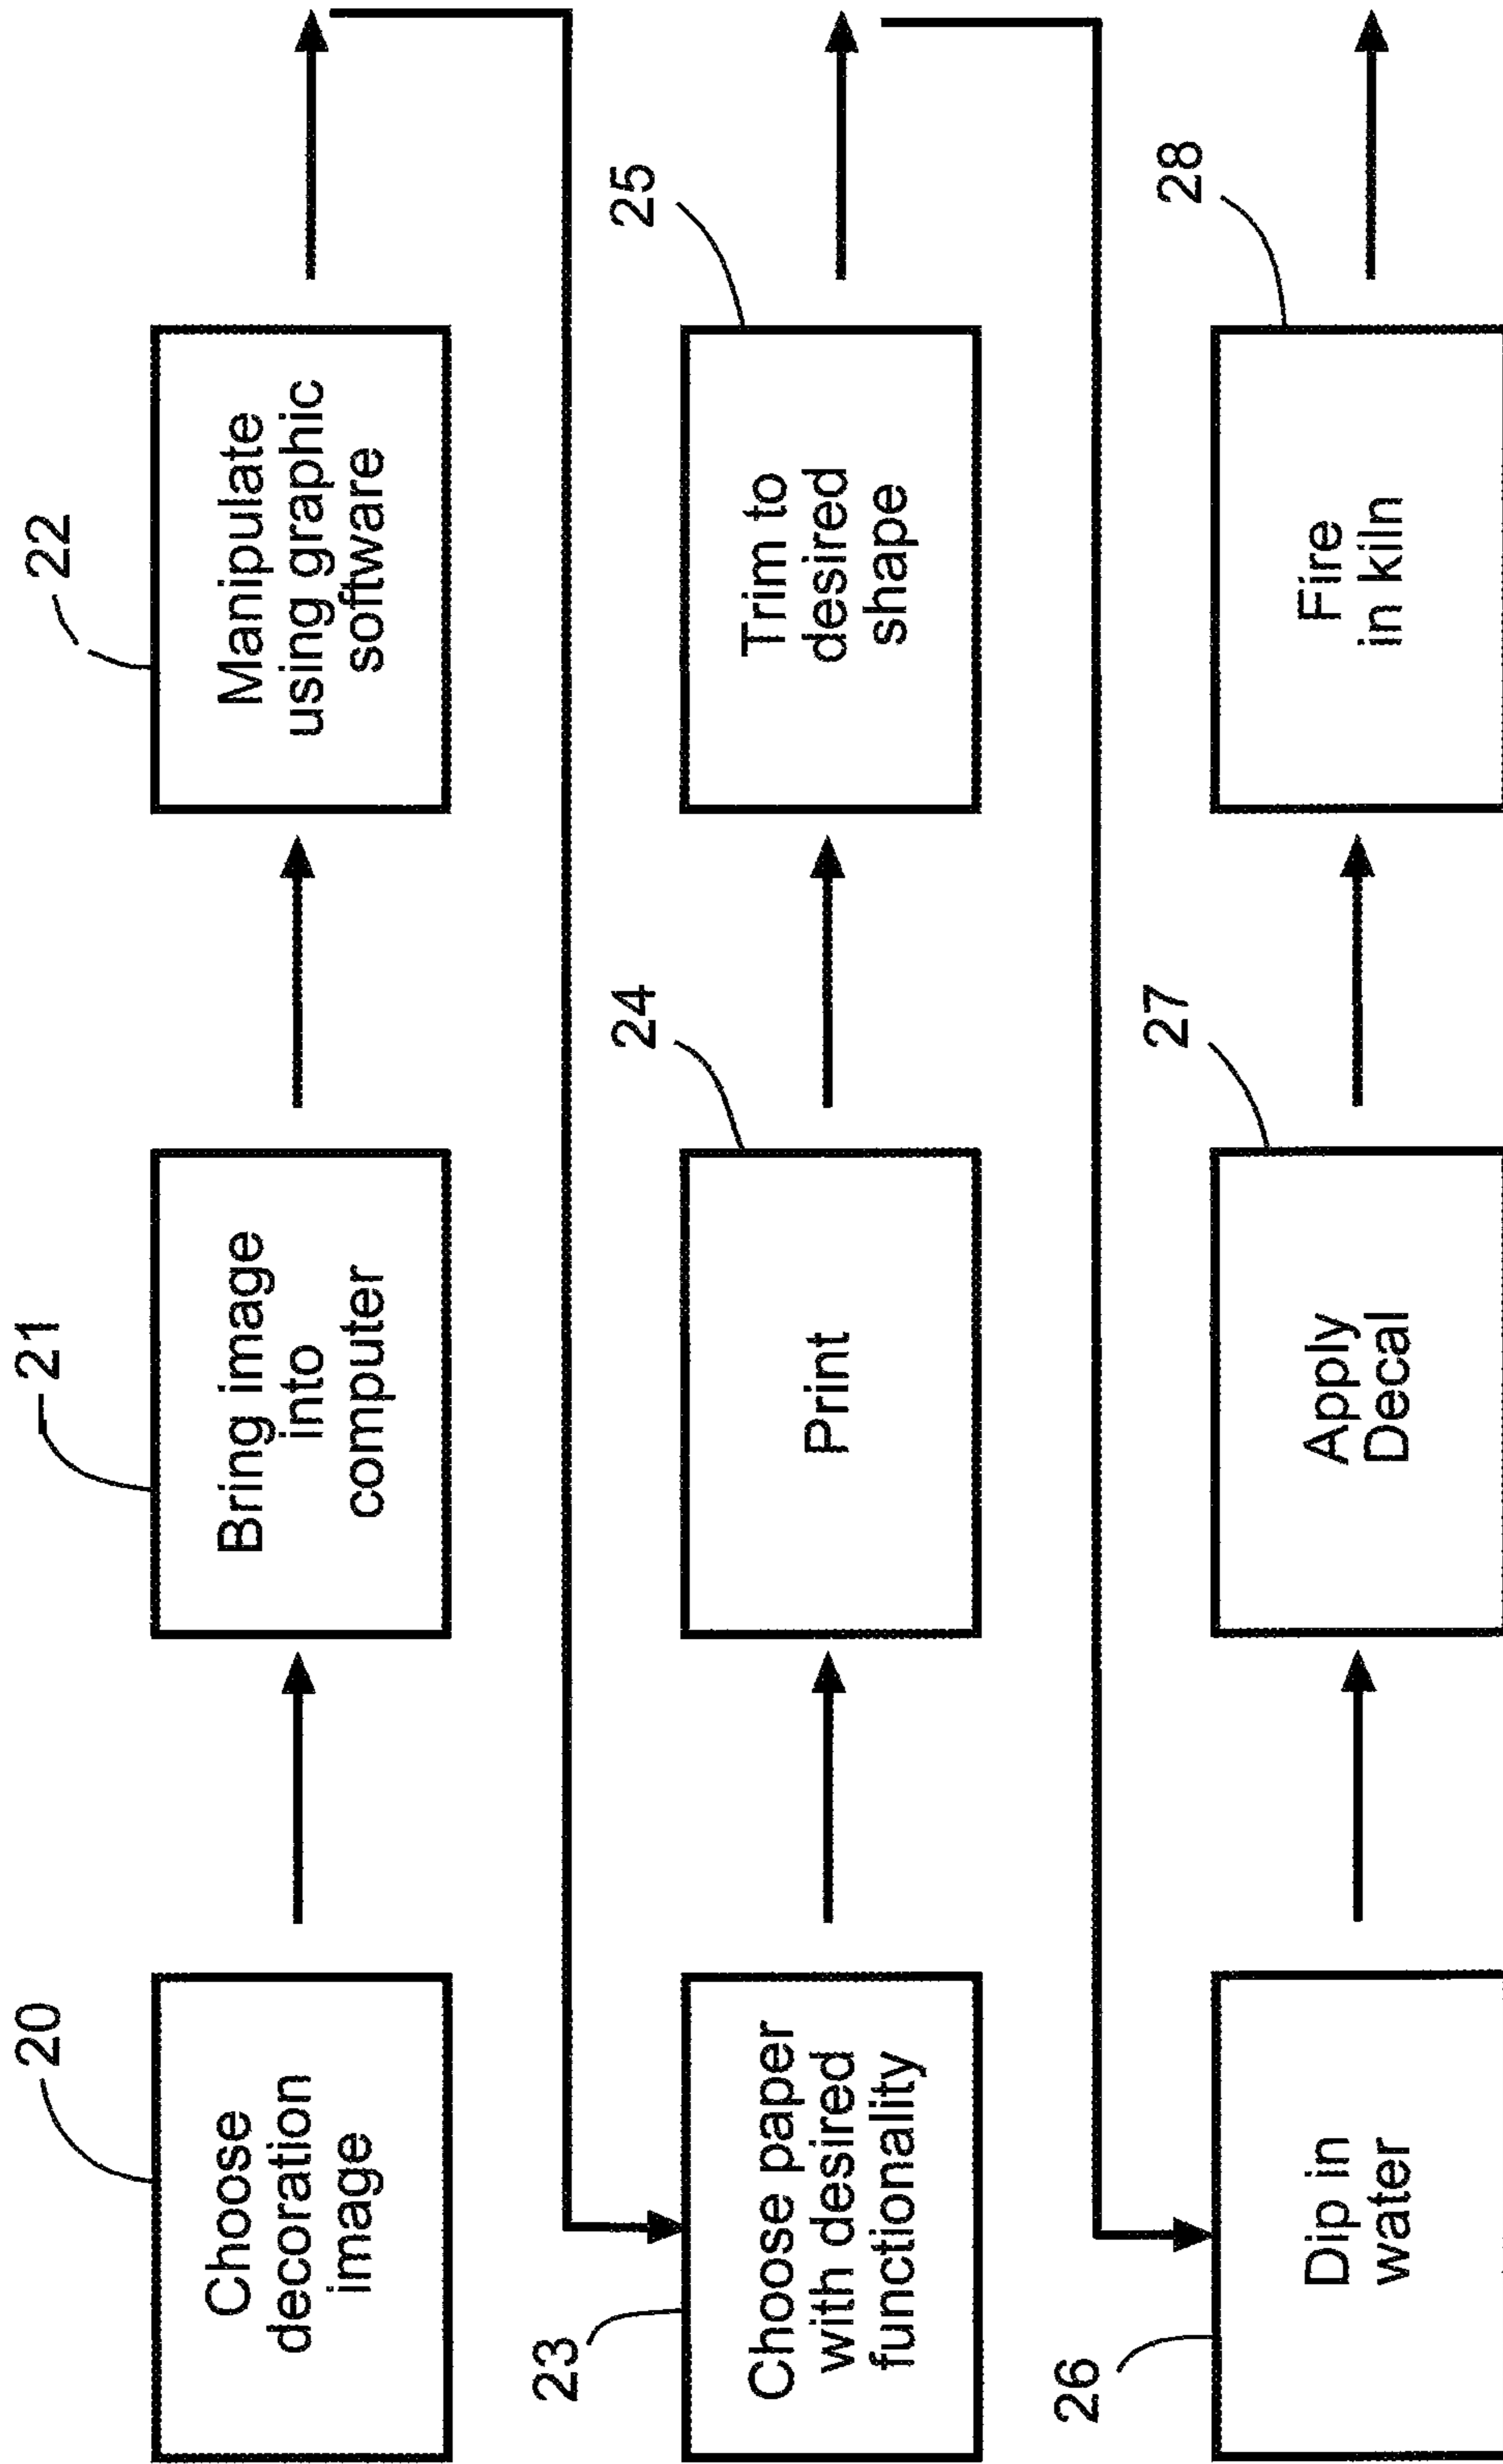 20
Choose
decoration
image
21
Bring image
into
computer
22
Manipulate
using graphic
software
23
Choose paper
with desired
functionality
24
Print
25
Trim to
desired
shape
26
Dip in
water
27
Apply
Decal
28
Fire
in kiln